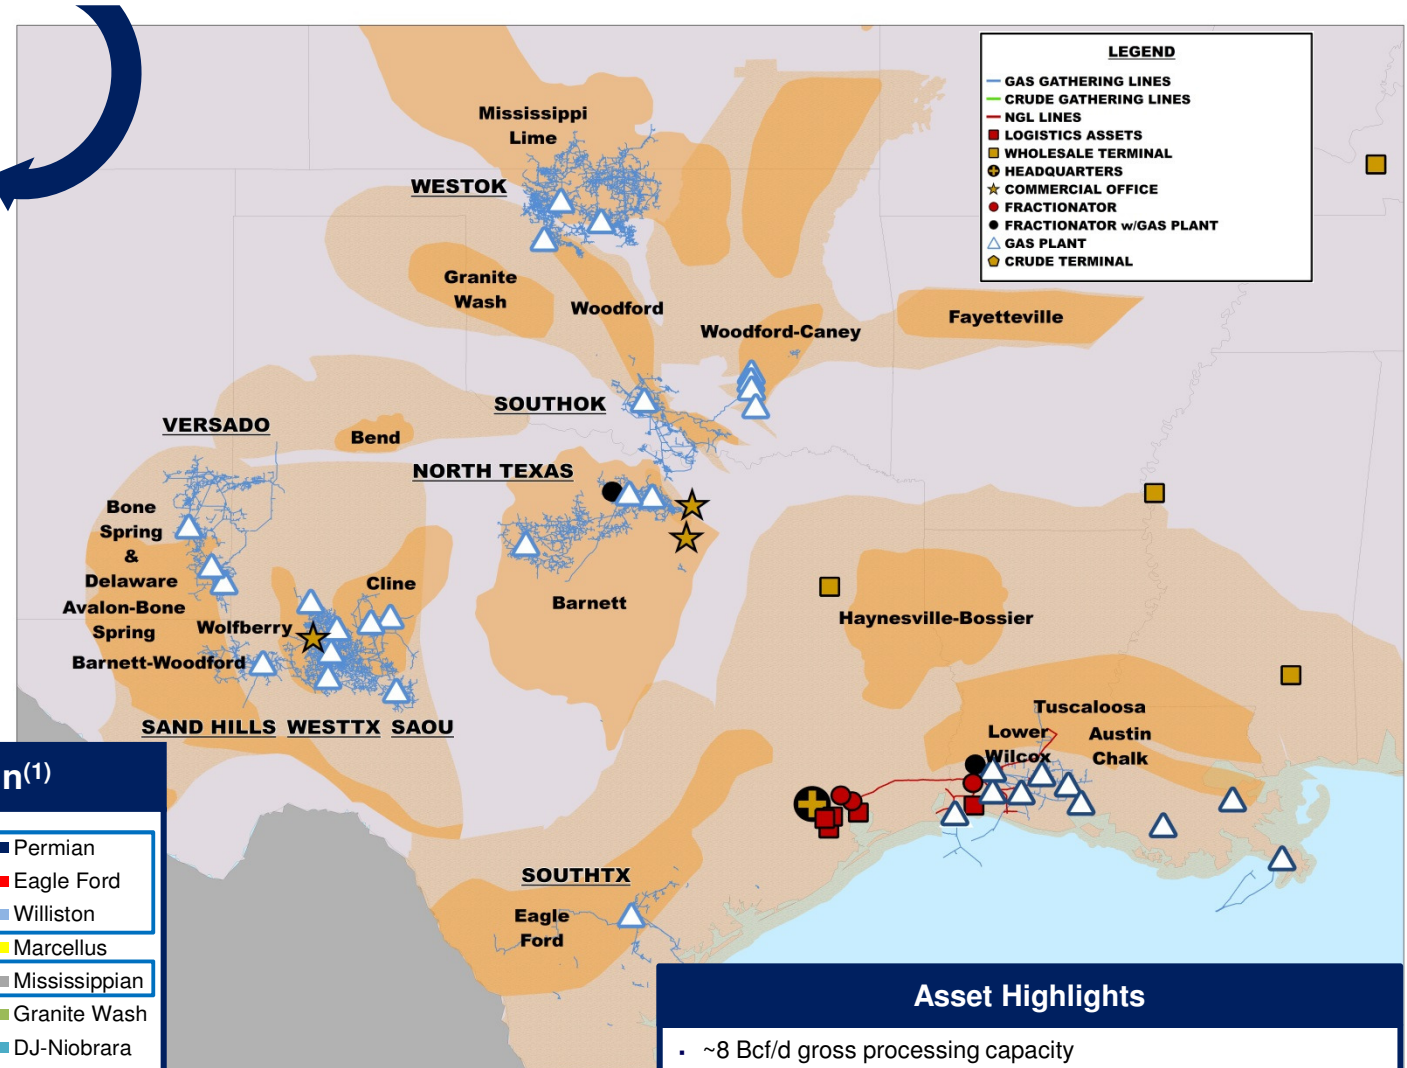 LEGEND
GAS GATHERING LINES
CRUDE GATHERING LINES
NGL LINES
LOGISTICS ASSETS
WHOLESALE TERMINAL
HEADQUARTERS
COMMERCIAL OFFICE
FRACTIONATOR
FRACTIONATOR w/GAS PLANT
GAS PLANT
CRUDE TERMINAL
Mississippi
Lime
WESTOK
Granite
Wash
Woodford
Woodford-Caney
Fayetteville
SOUTHOK
VERSADO
Bend
NORTH TEXAS
Bone
Spring
&
Delaware
Avalon-Bone
Spring
Cline
Wolfberry
Barnett-Woodford
Barnett
Haynesville-Bossier
SAND HILLS WESTTX SAOU
Tuscaloosa
Lower
Wilcox
Austin
Chalk
SOUTHTX
Eagle
Ford
n(1)
Permian
Eagle Ford
Williston
Marcellus
Mississippian
Granite Wash
DJ-Niobrara
Asset Highlights
▪ ~8 Bcf/d gross processing capacity